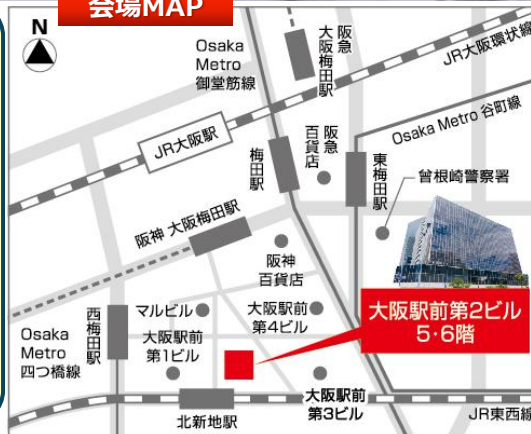 会場MAP
N
Osaka
Metro
御堂筋線
阪急
大阪梅田駅
JR大阪環状線
JR大阪駅
梅田駅
阪急
百貨店
東梅田駅
Osaka Metro 谷町線
曾根崎警察署
阪神 大阪梅田駅
阪神
百貨店
西梅田駅
マルビル
大阪駅前
第4ビル
大阪駅前第2ビル
5・6階
Osaka
Metro
四つ橋線
大阪駅前
第1ビル
大阪駅前
第3ビル
北新地駅
JR東西線